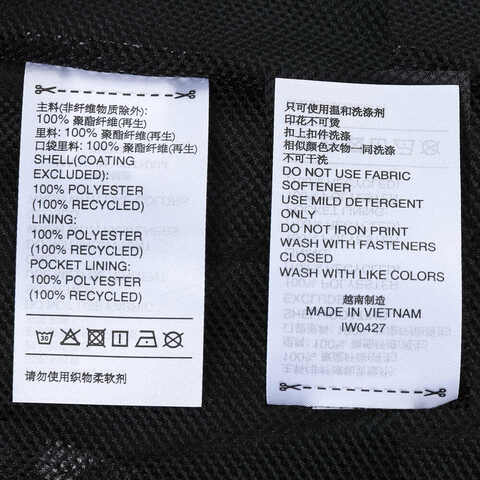 主料(非纤维物质除外):
100% 聚酯纤维(再生)
里料: 100% 聚酯纤维(再生)
口袋里料: 100% 聚酯纤维(再生)
SHELL(COATING
EXCLUDED):
100% POLYESTER
(100% RECYCLED)
LINING:
100% POLYESTER
(100% RECYCLED)
POCKET LINING:
100% POLYESTER
(100% RECYCLED)
30
请勿使用织物柔软剂
只可使用温和洗涤剂
印花不可烫
扣上扣件洗涤
相似颜色衣物一同洗涤
不可干洗
DO NOT USE FABRIC
SOFTENER
USE MILD DETERGENT
ONLY
DO NOT IRON PRINT
WASH WITH FASTENERS
CLOSED
WASH WITH LIKE COLORS
越南制造
MADE IN VIETNAM
IW0427